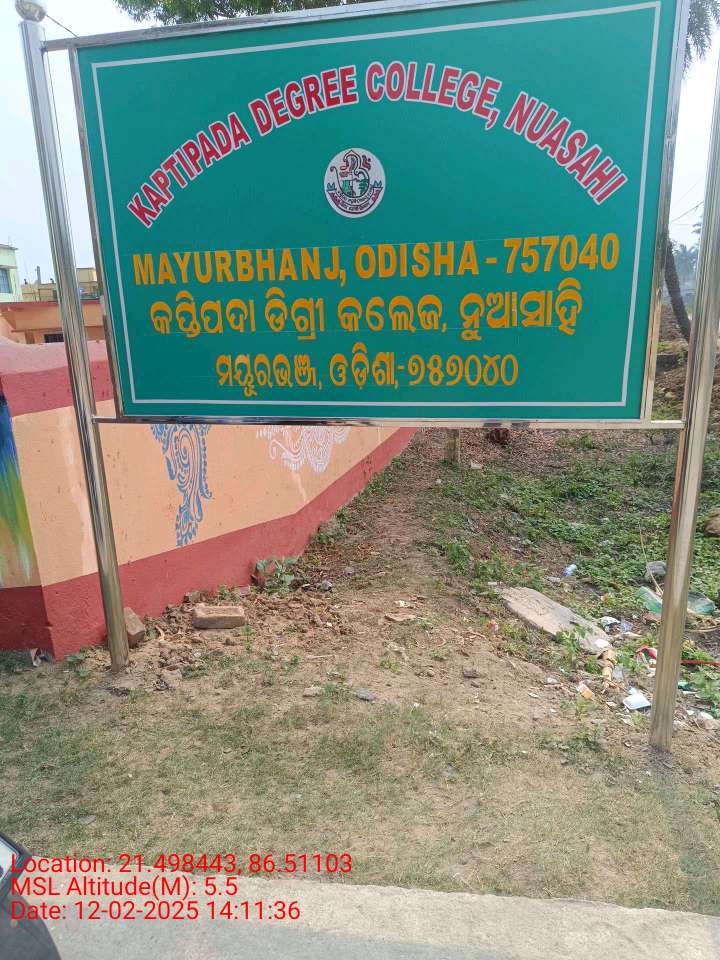 KAPTIPADA DEGREE COLLEGE, NUASAHI
MAYURBHANJ, ODISHA - 757040
କପ୍ତିପଦା ଡିଗ୍ରୀ କଲେଜ, ନୁଆସାହି
ମୟୂରଭଞ୍ଜ, ଓଡ଼ିଶା,-୭୫୭୦୪୦
Location: 21.498443, 86.51103
MSL Altitude(M): 5.5
Date: 12-02-2025 14:11:36